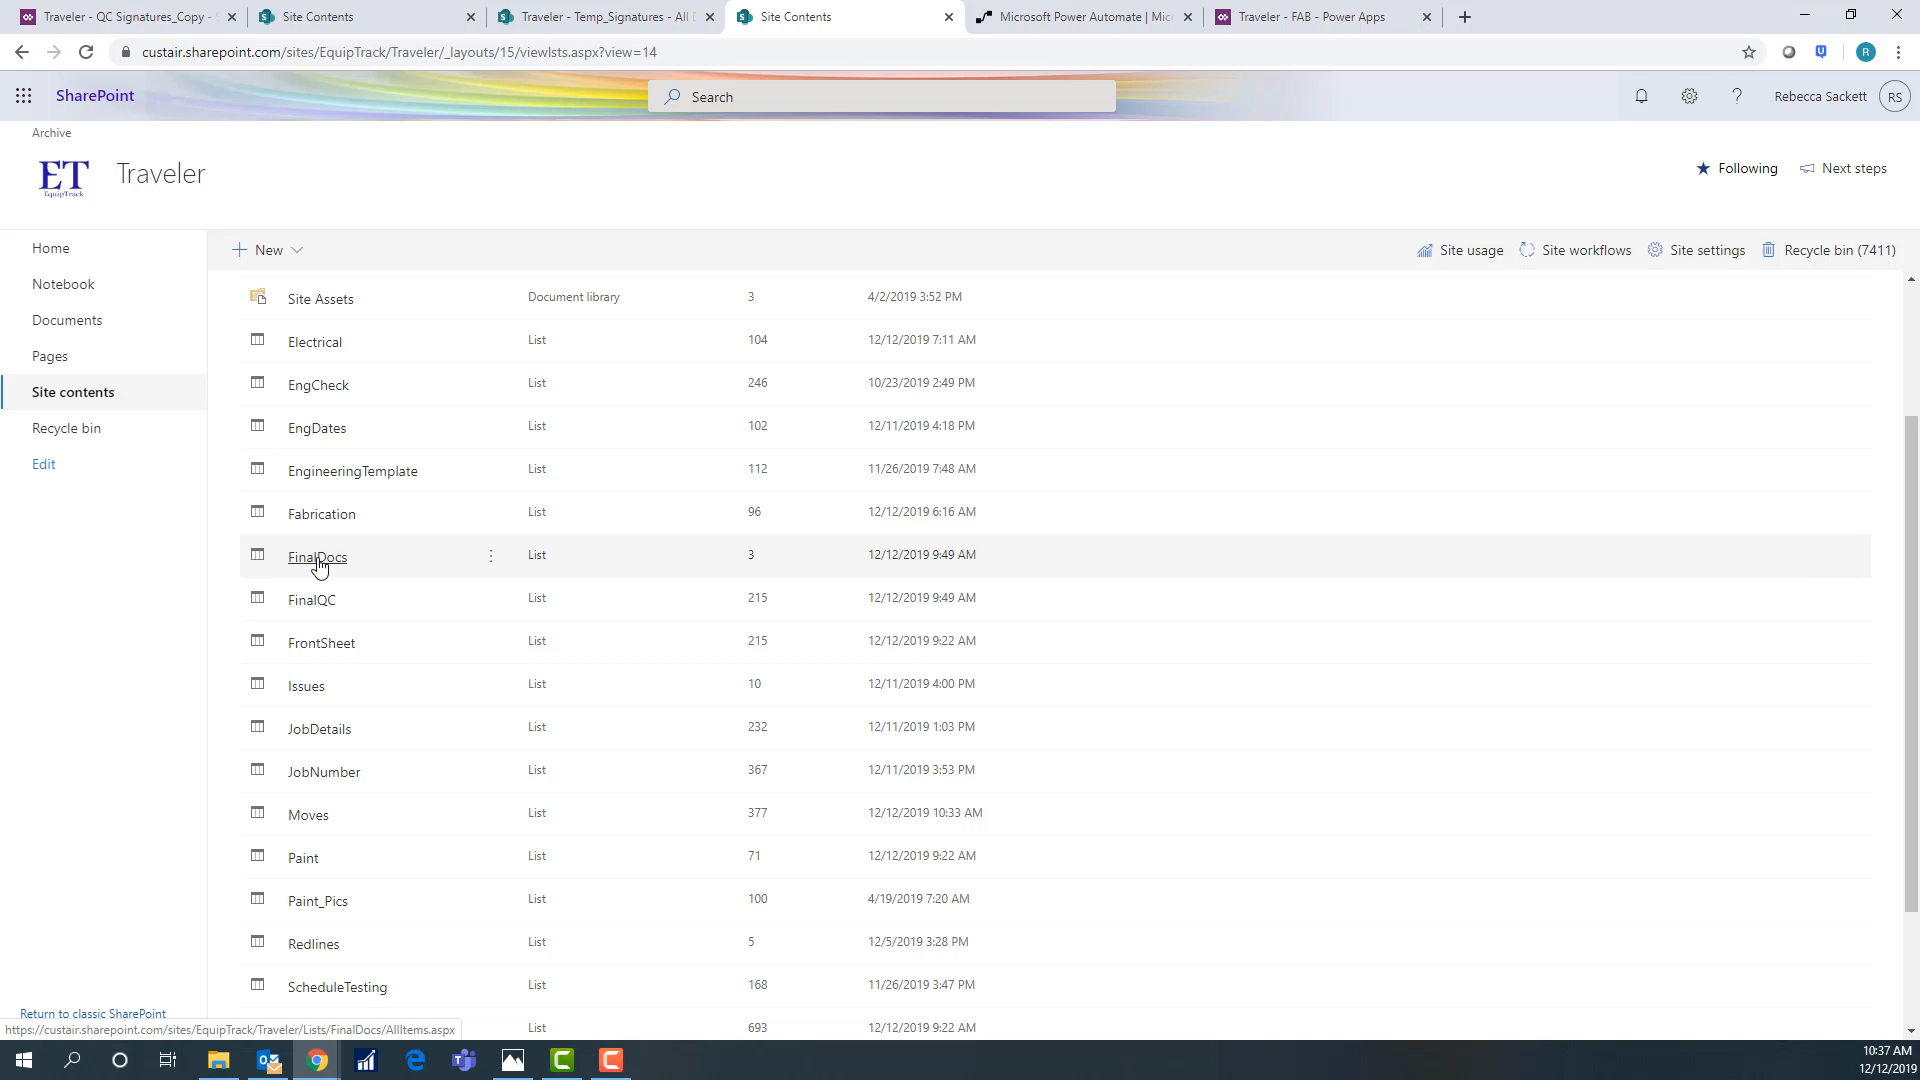 Traveler - QC Signatures_Copy -
Site Contents
Traveler - Temp_Signatures - All
Site Contents
Microsoft Power Automate | Mic
Traveler - FAB - Power Apps
custair.sharepoint.com/sites/EquipTrack/Traveler/_layouts/15/viewlsts.aspx?view=14
R
SharePoint
Search
Rebecca Sackett
RS
Archive
ET
EquipTrack
Traveler
Following
Next steps
Home
Notebook
Documents
Pages
Site contents
Recycle bin
Edit
New
Site usage
Site workflows
Site settings
Recycle bin (7411)
Site Assets Document library 3 4/2/2019 3:52 PM
Electrical List 104 12/12/2019 7:11 AM
EngCheck List 246 10/23/2019 2:49 PM
EngDates List 102 12/11/2019 4:18 PM
EngineeringTemplate List 112 11/26/2019 7:48 AM
Fabrication List 96 12/12/2019 6:16 AM
FinalDocs List 3 12/12/2019 9:49 AM
FinalQC List 215 12/12/2019 9:49 AM
FrontSheet List 215 12/12/2019 9:22 AM
Issues List 10 12/11/2019 4:00 PM
JobDetails List 232 12/11/2019 1:03 PM
JobNumber List 367 12/11/2019 3:53 PM
Moves List 377 12/12/2019 10:33 AM
Paint List 71 12/12/2019 9:22 AM
Paint_Pics List 100 4/19/2019 7:20 AM
Redlines List 5 12/5/2019 3:28 PM
ScheduleTesting List 168 11/26/2019 3:47 PM
List 693 12/12/2019 9:22 AM
Return to classic SharePoint
https://custair.sharepoint.com/sites/EquipTrack/Traveler/Lists/FinalDocs/AllItems.aspx
10:37 AM
12/12/2019